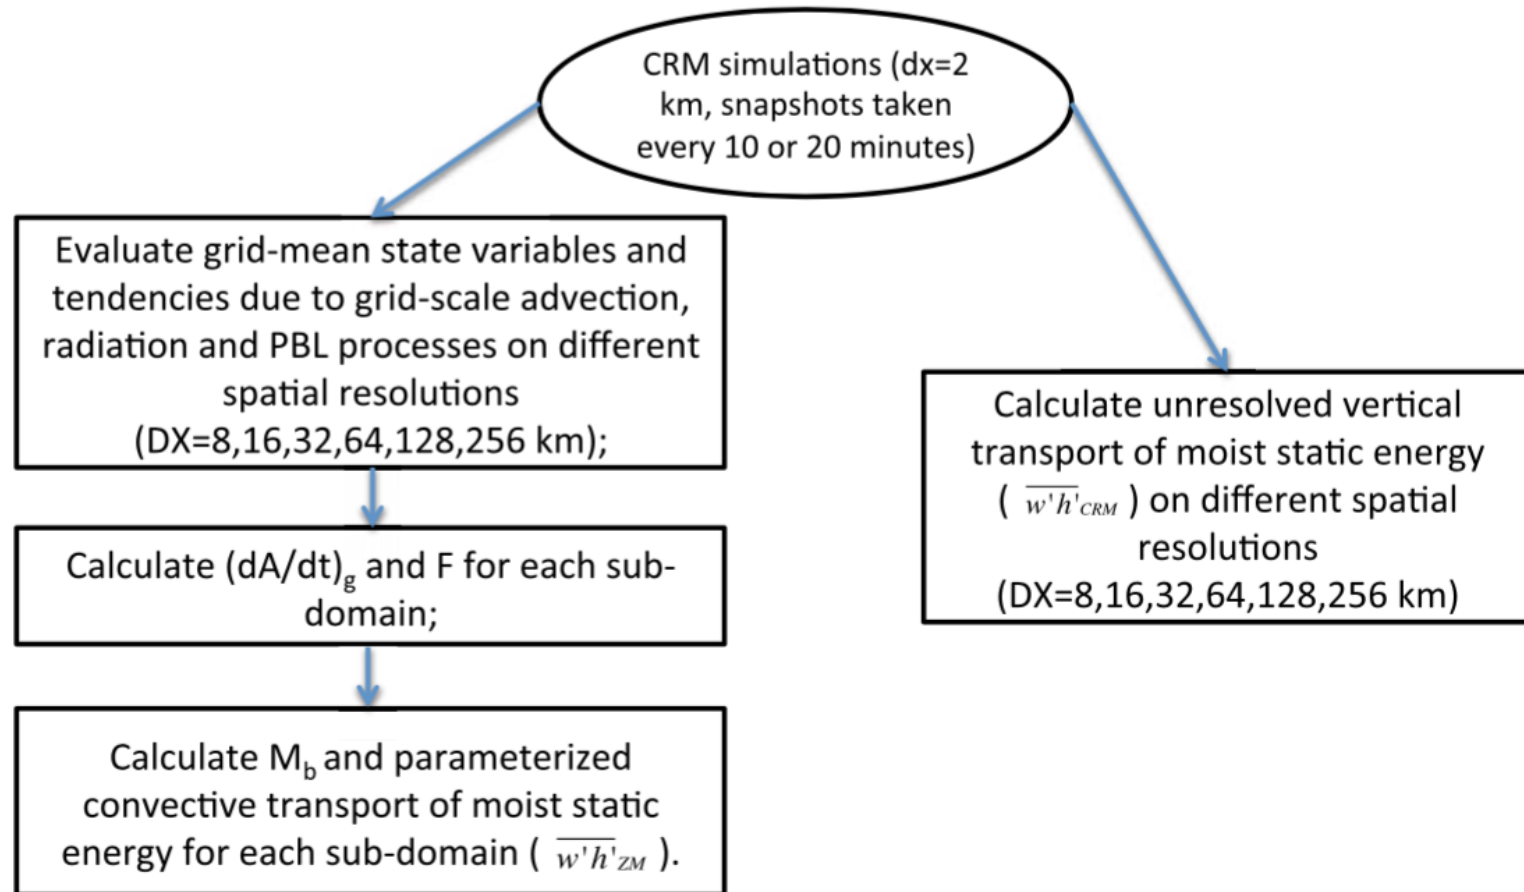 CRM simulations (dx=2
km, snapshots taken
every 10 or 20 minutes)
Evaluate grid-mean state variables and
tendencies due to grid-scale advection,
radiation and PBL processes on different
spatial resolutions
(DX=8,16,32,64,128,256 km);
Calculate (dA/dt)g and F for each sub-
domain;
Calculate Mb and parameterized
convective transport of moist static
energy for each sub-domain ( w'h'ZM ).
Calculate unresolved vertical
transport of moist static energy
( w'h'CRM ) on different spatial
resolutions
(DX=8,16,32,64,128,256 km)